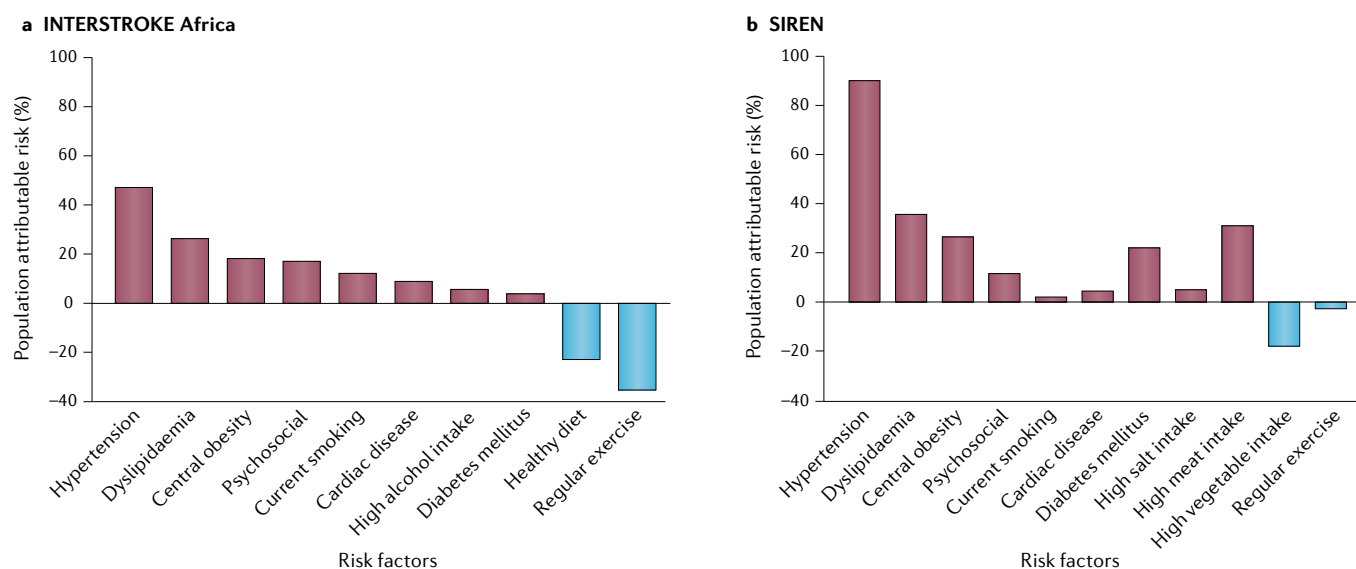 a INTERSTROKE Africa
Population attributable risk (%)
100
80
60
40
20
0
–20
–40
Hypertension
Dyslipidaemia
Central obesity
Psychosocial
Current smoking
Cardiac disease
High alcohol intake
Diabetes mellitus
Healthy diet
Regular exercise
Risk factors
b SIREN
Population attributable risk (%)
100
80
60
40
20
0
–20
–40
Hypertension
Dyslipidaemia
Central obesity
Psychosocial
Current smoking
Cardiac disease
Diabetes mellitus
High salt intake
High meat intake
High vegetable intake
Regular exercise
Risk factors